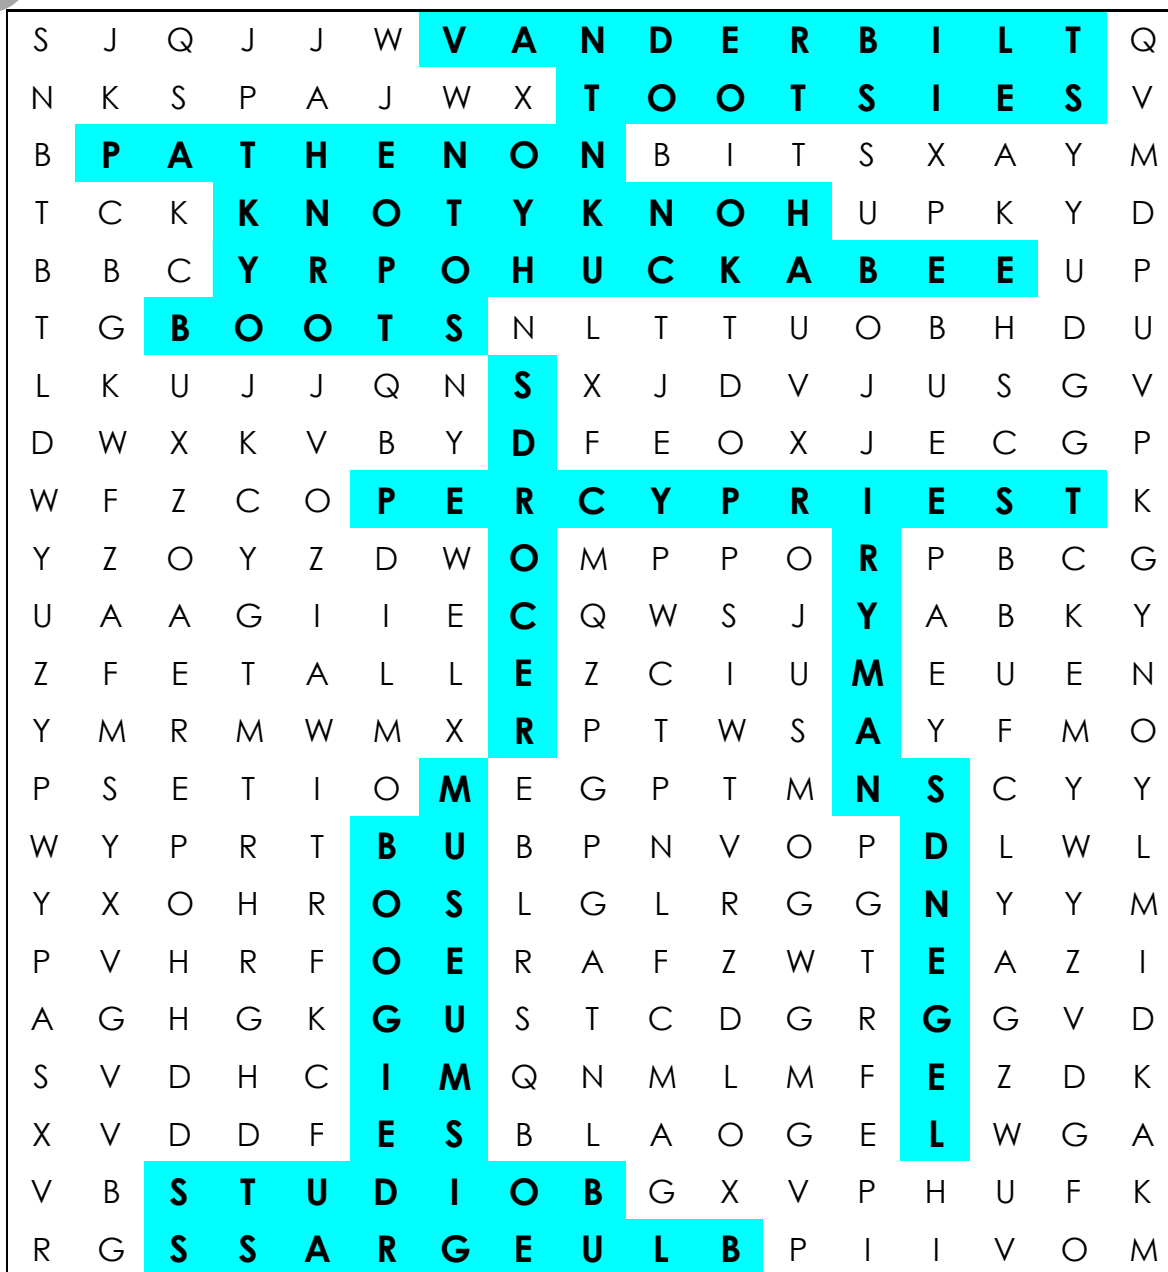 S J Q J J W V A N D E R B I L T Q
N K S P A J W X T O O T S I E S V
B P A T H E N O N B I T S X A Y M
T C K K N O T Y K N O H U P K Y D
B B C Y R P O H U C K A B E E U P
T G B O O T S N L T T U O B H D U
L K U J J Q N S X J D V J U S G V
D W X K V B Y D F E O X J E C G P
W F Z C O P E R C Y P R I E S T K
Y Z O Y Z D W O M P P O R P B C G
U A A G I I E C Q W S J Y A B K Y
Z F E T A L L E Z C I U M E U E N
Y M R M W M X R P T W S A Y F M O
P S E T I O M E G P T M N S C Y Y
W Y P R T B U B P N V O P D L W L
Y X O H R O S L G L R G G N Y Y M
P V H R F O E R A F Z W T E A Z I
A G H G K G U S T C D G R G G V D
S V D H C I M Q N M L M F E Z D K
X V D D F E S B L A O G E L W G A
V B S T U D I O B G X V P H U F K
R G S S A R G E U L B P I I V O M